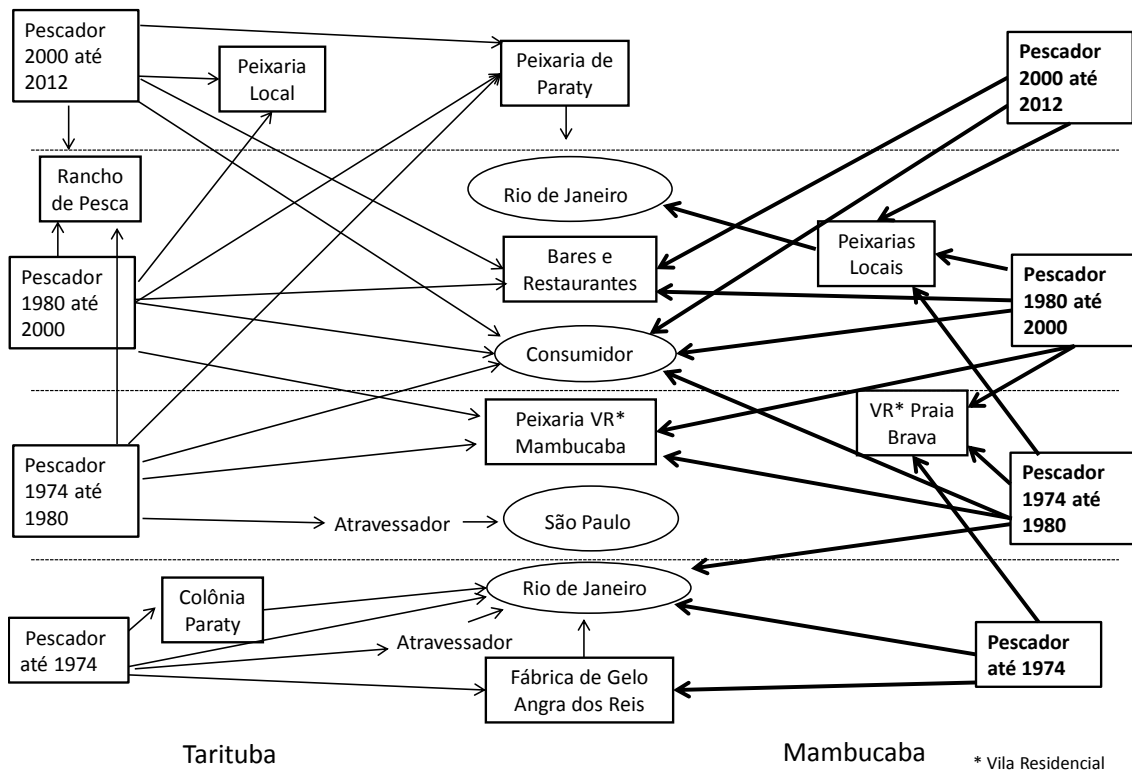 Pescador
2000 até
2012
Peixaria
Local
Peixaria de
Paraty
Pescador
2000 até
2012
Rancho
de Pesca
Rio de Janeiro
Peixarias
Locais
Bares e
Restaurantes
Pescador
1980 até
2000
Pescador
1980 até
2000
Consumidor
Peixaria VR*
Mambucaba
VR* Praia
Brava
Pescador
1974 até
1980
Atravessador
São Paulo
Pescador
1974 até
1980
Colônia
Paraty
Rio de Janeiro
Pescador
até 1974
Atravessador
Fábrica de Gelo
Angra dos Reis
Pescador
até 1974
Tarituba
Mambucaba
* Vila Residencial